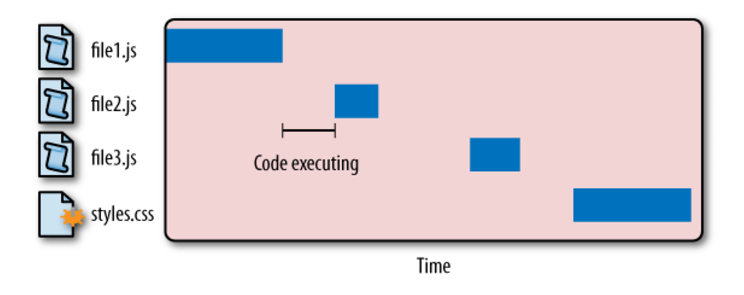 file1.js
file2.js
file3.js
Code executing
styles.css
Time